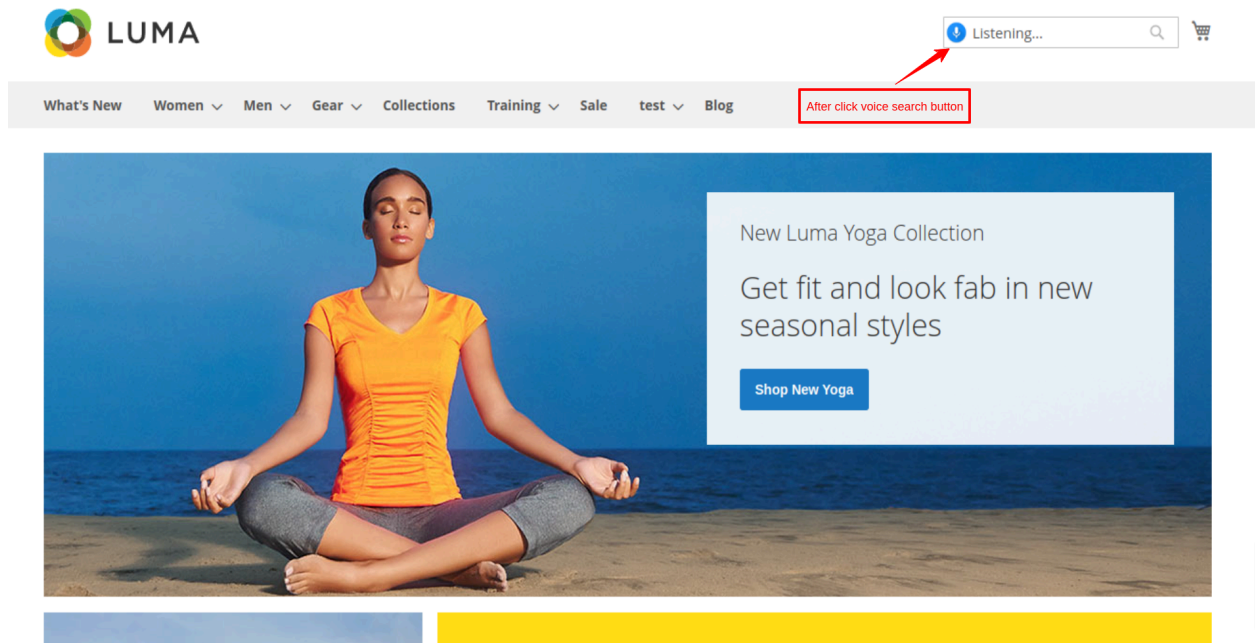 LUMA
Listening...
What's New Women Men Gear Collections Training Sale test Blog
After click voice search button
New Luma Yoga Collection
Get fit and look fab in new
seasonal styles
Shop New Yoga